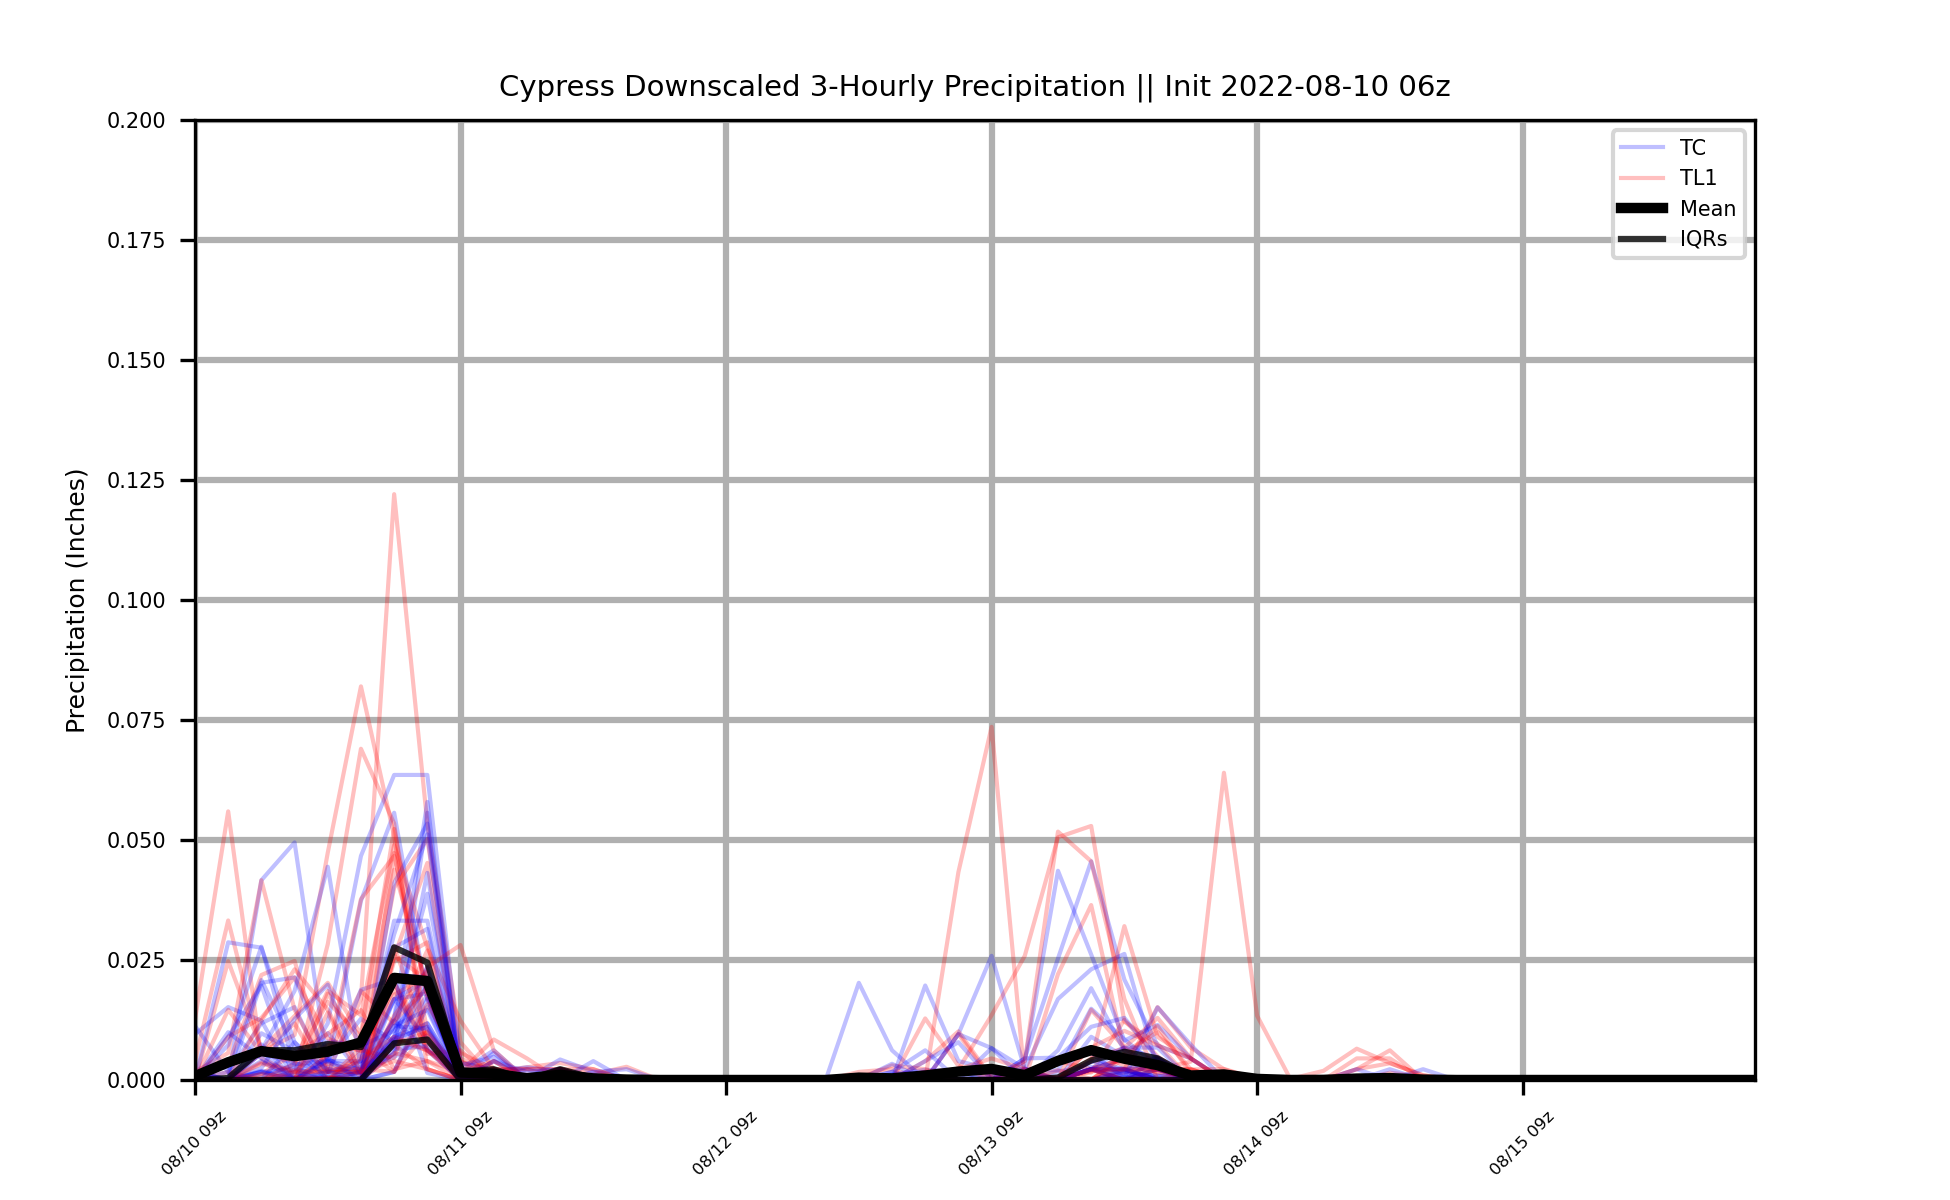 Cypress Downscaled 3-Hourly Precipitation || Init 2022-08-10 06z
Precipitation (Inches)
0.200
0.175
0.150
0.125
0.100
0.075
0.050
0.025
0.000
TC
TL1
Mean
IQRs
08/10 09z
08/11 09z
08/12 09z
08/13 09z
08/14 09z
08/15 09z